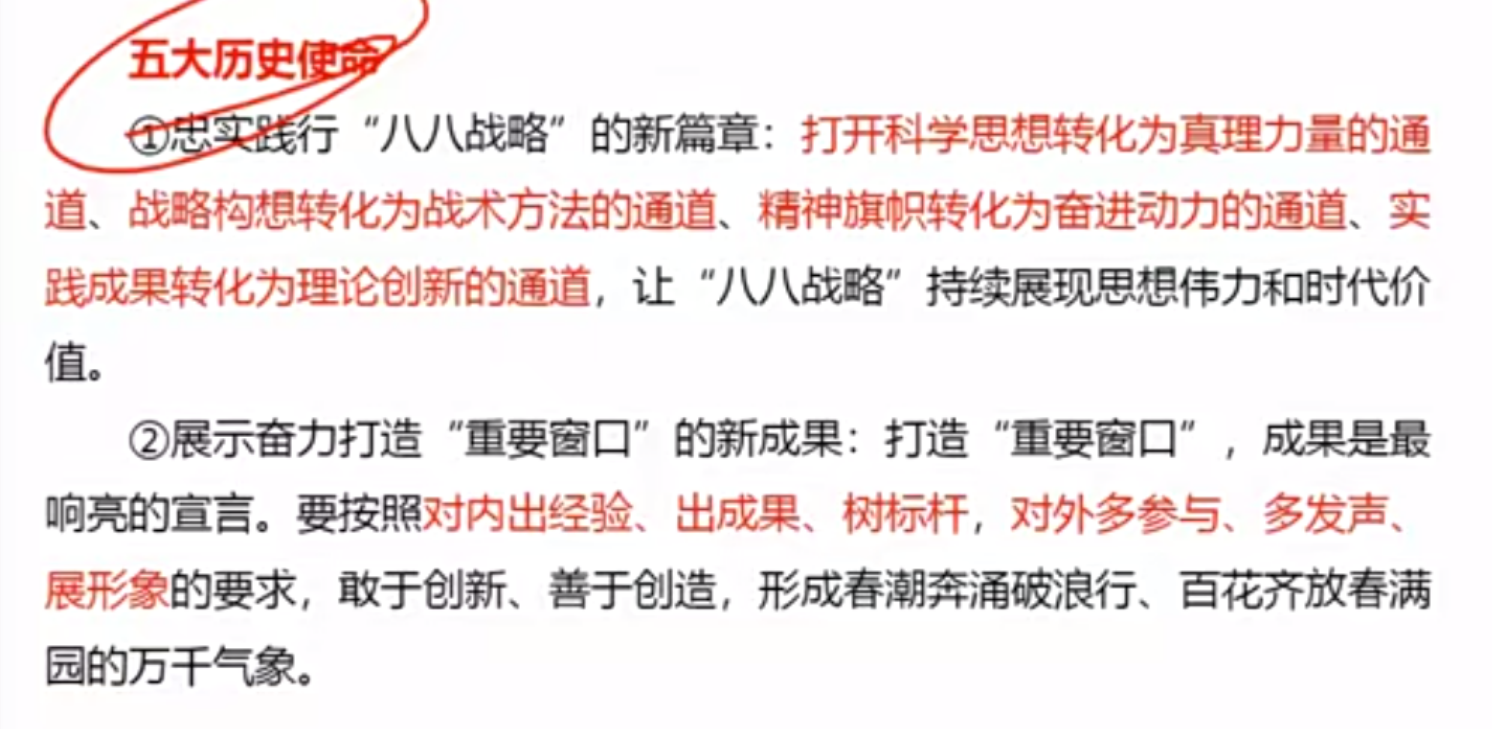 五大历史使命
①忠实践行“八八战略”的新篇章：打开科学思想转化为真理力量的通
道、战略构想转化为战术方法的通道、精神旗帜转化为奋进动力的通道、实
践成果转化为理论创新的通道，让“八八战略”持续展现思想伟力和时代价
值。
②展示奋力打造“重要窗口”的新成果：打造“重要窗口”，成果是最
响亮的宣言。要按照对内出经验、出成果、树标杆，对外多参与、多发声、
展形象的要求，敢于创新、善于创造，形成春潮奔涌破浪行、百花齐放春满
园的万千气象。